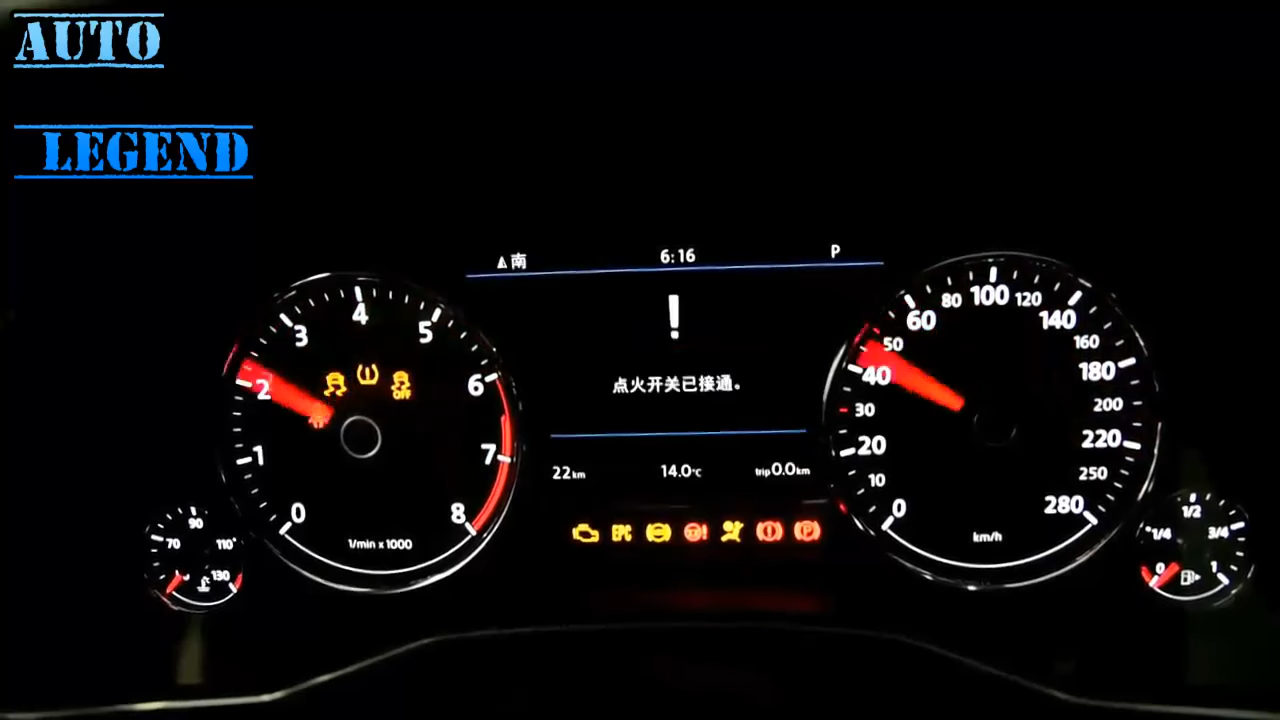 AUTO
LEGEND
南 6:16 P
!
点火开关已接通。
22km 14.0°C trip0.0km
EPC
OFF
0 1 2 3 4 5 6 7 8
1/min x 1000
0 10 20 30 40 50 60 80 100 120 140 160 180 200 220 250 280
km/h
70 90 110 130
0 1/4 1/2 3/4 1